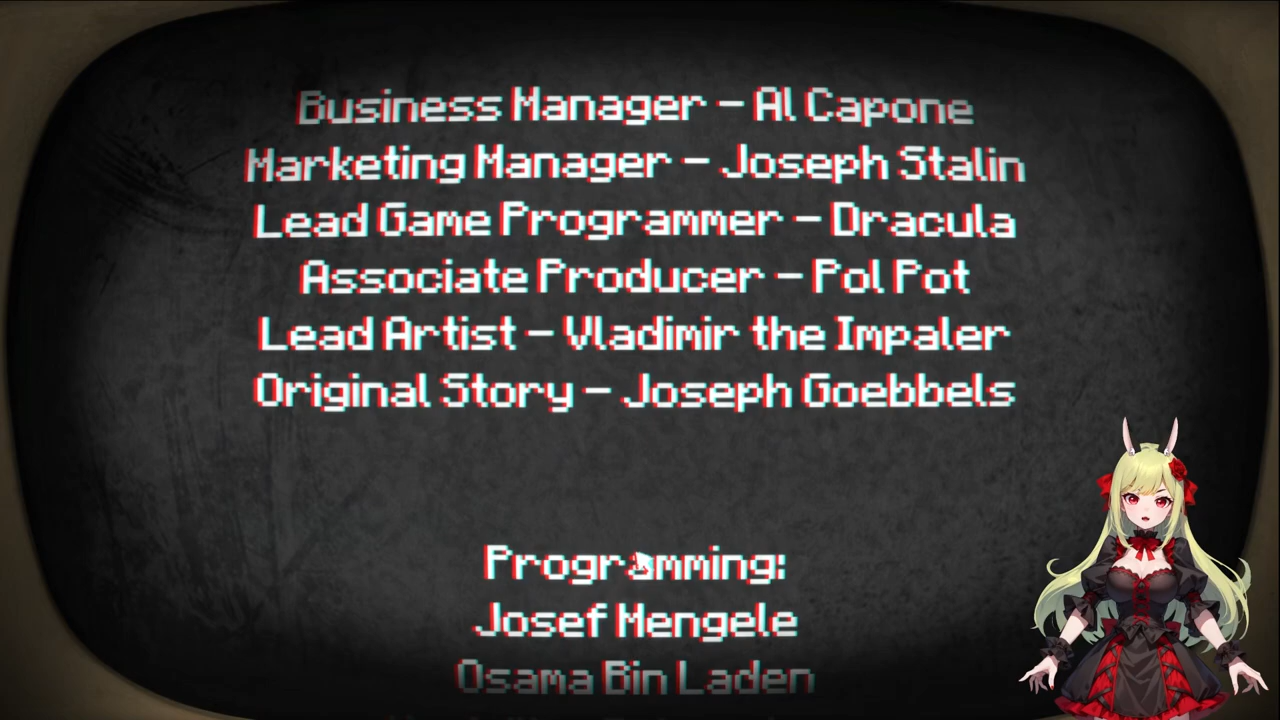 Business Manager - Al Capone
Marketing Manager - Joseph Stalin
Lead Game Programmer - Dracula
Associate Producer - Pol Pot
Lead Artist - Vladimir the Impaler
Original Story - Joseph Goebbels
Programming:
Josef Mengele
Osama Bin Laden